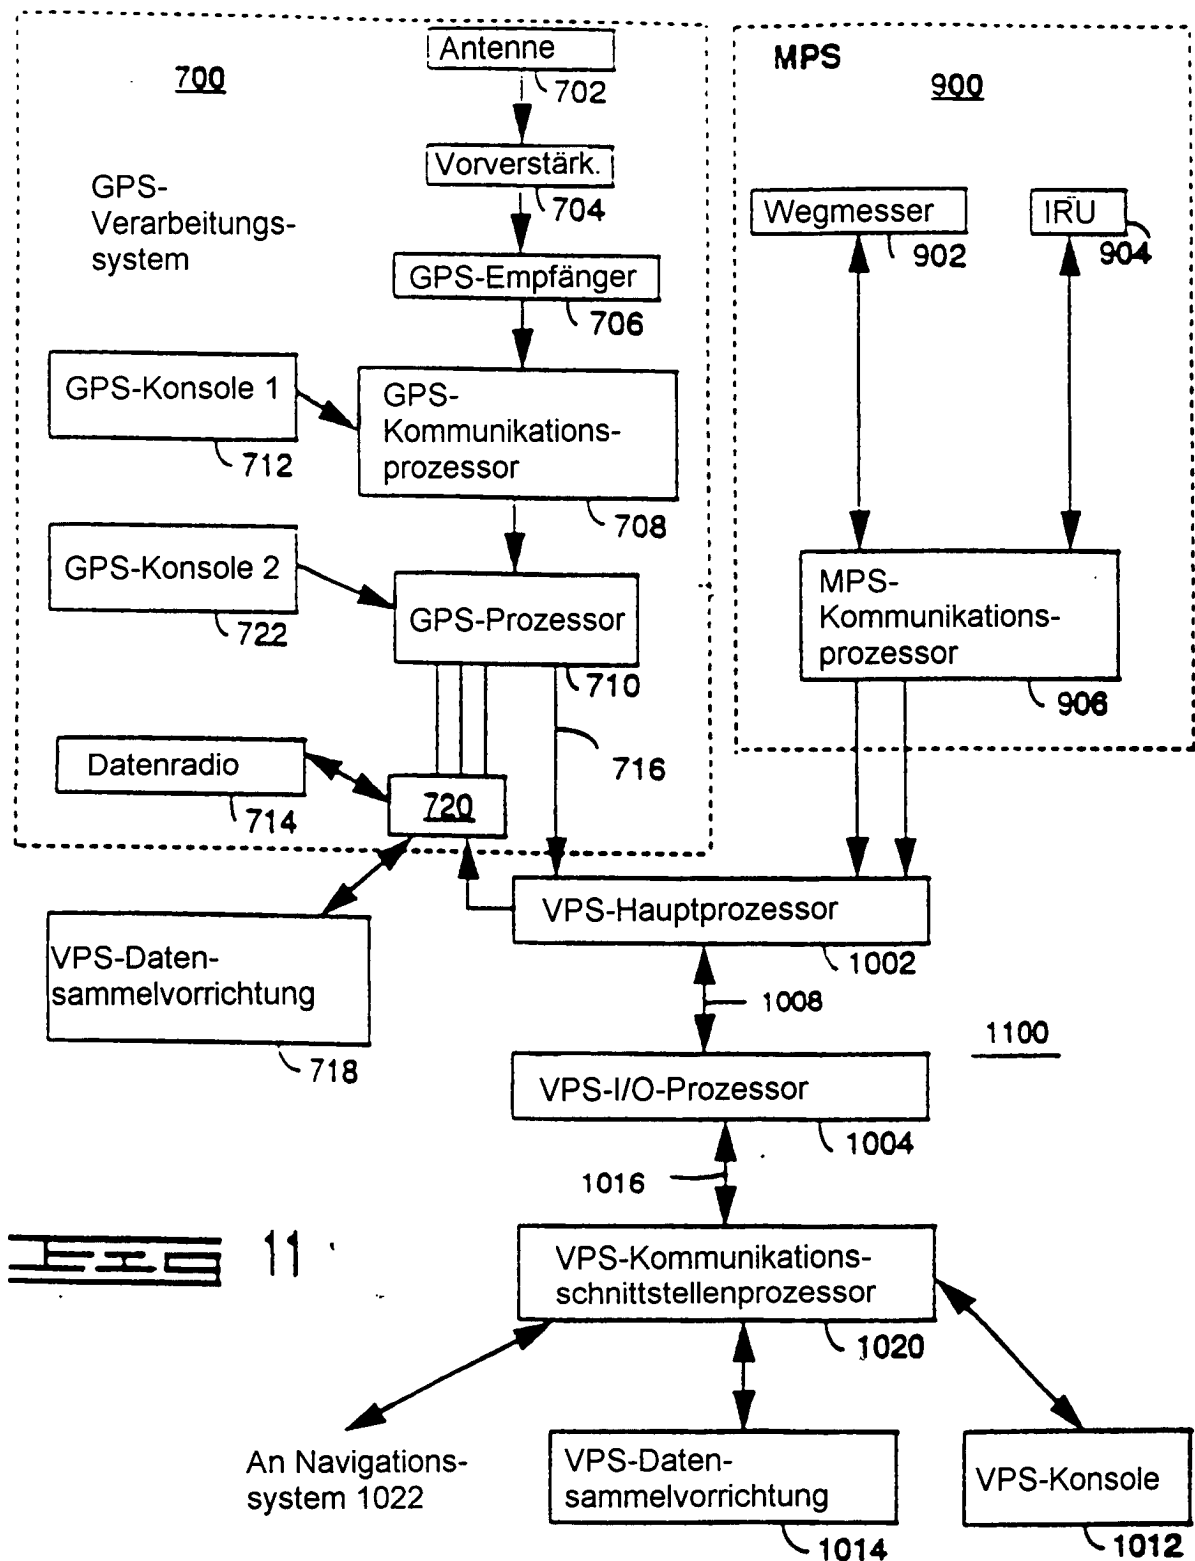 700
Antenne
702
Vorverstärk.
704
GPS-
Verarbeitungs-
system
GPS-Empfänger
706
GPS-Konsole 1
712
GPS-
Kommunikations-
prozessor
708
GPS-Konsole 2
722
GPS-Prozessor
710
716
Datenradio
714
720
VPS-Daten-
sammelvorrichtung
718
MPS
900
Wegmesser
902
IRU
904
MPS-
Kommunikations-
prozessor
906
VPS-Hauptprozessor
1002
1008
1100
VPS-I/O-Prozessor
1004
1016
FIG 11
VPS-Kommunikations-
schnittstellenprozessor
1020
An Navigations-
system 1022
VPS-Daten-
sammelvorrichtung
1014
VPS-Konsole
1012